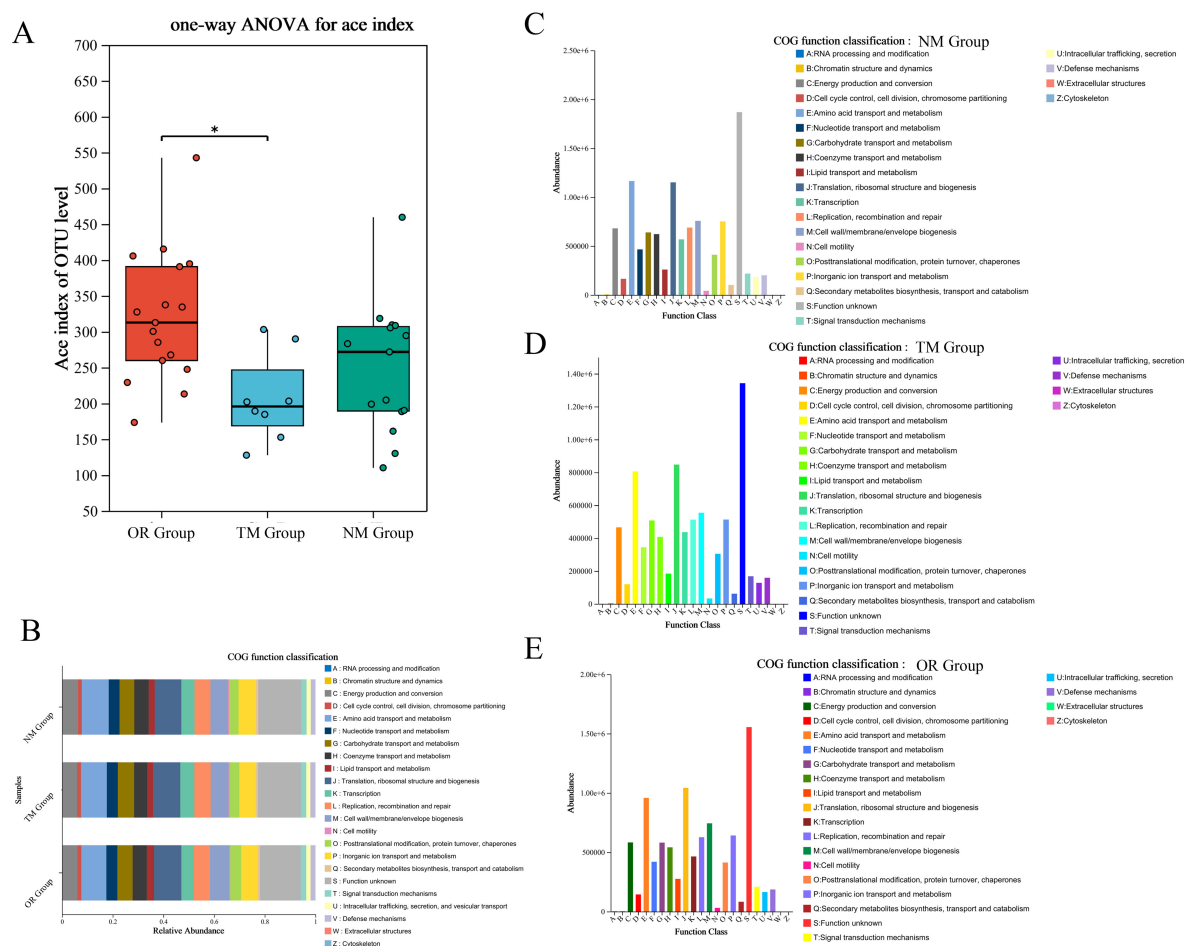 A
one-way ANOVA for ace index
Ace index of OTU level
700
650
600
550
500
450
400
350
300
250
200
150
100
50
*
OR Group
TM Group
NM Group
B
COG function classification
Samples
NM Group
TM Group
OR Group
0
0.2
0.4
0.6
0.8
1
Relative Abundance
A : RNA processing and modification
B : Chromatin structure and dynamics
C : Energy production and conversion
D : Cell cycle control, cell division, chromosome partitioning
E : Amino acid transport and metabolism
F : Nucleotide transport and metabolism
G : Carbohydrate transport and metabolism
H : Coenzyme transport and metabolism
I : Lipid transport and metabolism
J : Translation, ribosomal structure and biogenesis
K : Transcription
L : Replication, recombination and repair
M : Cell wall/membrane/envelope biogenesis
N : Cell motility
O : Posttranslational modification, protein turnover, chaperones
P : Inorganic ion transport and metabolism
Q : Secondary metabolites biosynthesis, transport and catabolism
S : Function unknown
T : Signal transduction mechanisms
U : Intracellular trafficking, secretion, and vesicular transport
V : Defense mechanisms
W : Extracellular structures
Z : Cytoskeleton
C
COG function classification : NM Group
Abundance
2.50e+6
2.00e+6
1.50e+6
1.00e+6
500000
0
A B C D E F G H I J K L M N O P Q S T U V W Z
Function Class
A:RNA processing and modification
B:Chromatin structure and dynamics
C:Energy production and conversion
D:Cell cycle control, cell division, chromosome partitioning
E:Amino acid transport and metabolism
F:Nucleotide transport and metabolism
G:Carbohydrate transport and metabolism
H:Coenzyme transport and metabolism
I:Lipid transport and metabolism
J:Translation, ribosomal structure and biogenesis
K:Transcription
L:Replication, recombination and repair
M:Cell wall/membrane/envelope biogenesis
N:Cell motility
O:Posttranslational modification, protein turnover, chaperones
P:Inorganic ion transport and metabolism
Q:Secondary metabolites biosynthesis, transport and catabolism
S:Function unknown
T:Signal transduction mechanisms
U:Intracellular trafficking, secretion
V:Defense mechanisms
W:Extracellular structures
Z:Cytoskeleton
D
COG function classification : TM Group
Abundance
1.40e+6
1.20e+6
1.00e+6
800000
600000
400000
200000
0
A B C D E F G H I J K L M N O P Q S T U V W Z
Function Class
A:RNA processing and modification
B:Chromatin structure and dynamics
C:Energy production and conversion
D:Cell cycle control, cell division, chromosome partitioning
E:Amino acid transport and metabolism
F:Nucleotide transport and metabolism
G:Carbohydrate transport and metabolism
H:Coenzyme transport and metabolism
I:Lipid transport and metabolism
J:Translation, ribosomal structure and biogenesis
K:Transcription
L:Replication, recombination and repair
M:Cell wall/membrane/envelope biogenesis
N:Cell motility
O:Posttranslational modification, protein turnover, chaperones
P:Inorganic ion transport and metabolism
Q:Secondary metabolites biosynthesis, transport and catabolism
S:Function unknown
T:Signal transduction mechanisms
U:Intracellular trafficking, secretion
V:Defense mechanisms
W:Extracellular structures
Z:Cytoskeleton
E
COG function classification : OR Group
Abundance
2.00e+6
1.50e+6
1.00e+6
500000
0
A B C D E F G H I J K L M N O P Q S T U V W Z
Function Class
A:RNA processing and modification
B:Chromatin structure and dynamics
C:Energy production and conversion
D:Cell cycle control, cell division, chromosome partitioning
E:Amino acid transport and metabolism
F:Nucleotide transport and metabolism
G:Carbohydrate transport and metabolism
H:Coenzyme transport and metabolism
I:Lipid transport and metabolism
J:Translation, ribosomal structure and biogenesis
K:Transcription
L:Replication, recombination and repair
M:Cell wall/membrane/envelope biogenesis
N:Cell motility
O:Posttranslational modification, protein turnover, chaperones
P:Inorganic ion transport and metabolism
Q:Secondary metabolites biosynthesis, transport and catabolism
S:Function unknown
T:Signal transduction mechanisms
U:Intracellular trafficking, secretion
V:Defense mechanisms
W:Extracellular structures
Z:Cytoskeleton